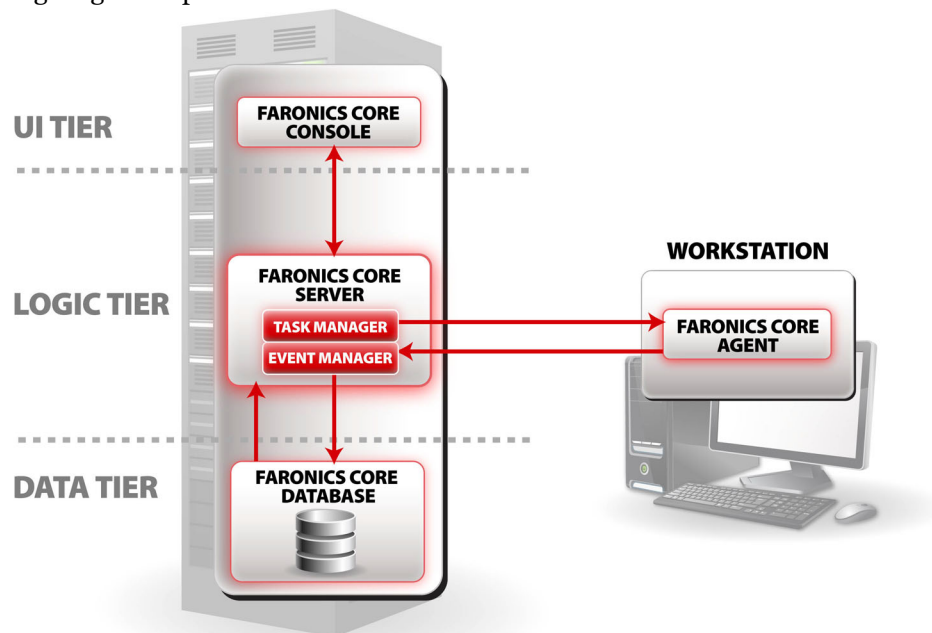 UI TIER
FARONICS CORE
CONSOLE
LOGIC TIER
FARONICS CORE
SERVER
TASK MANAGER
EVENT MANAGER
WORKSTATION
FARONICS CORE
AGENT
DATA TIER
FARONICS CORE
DATABASE